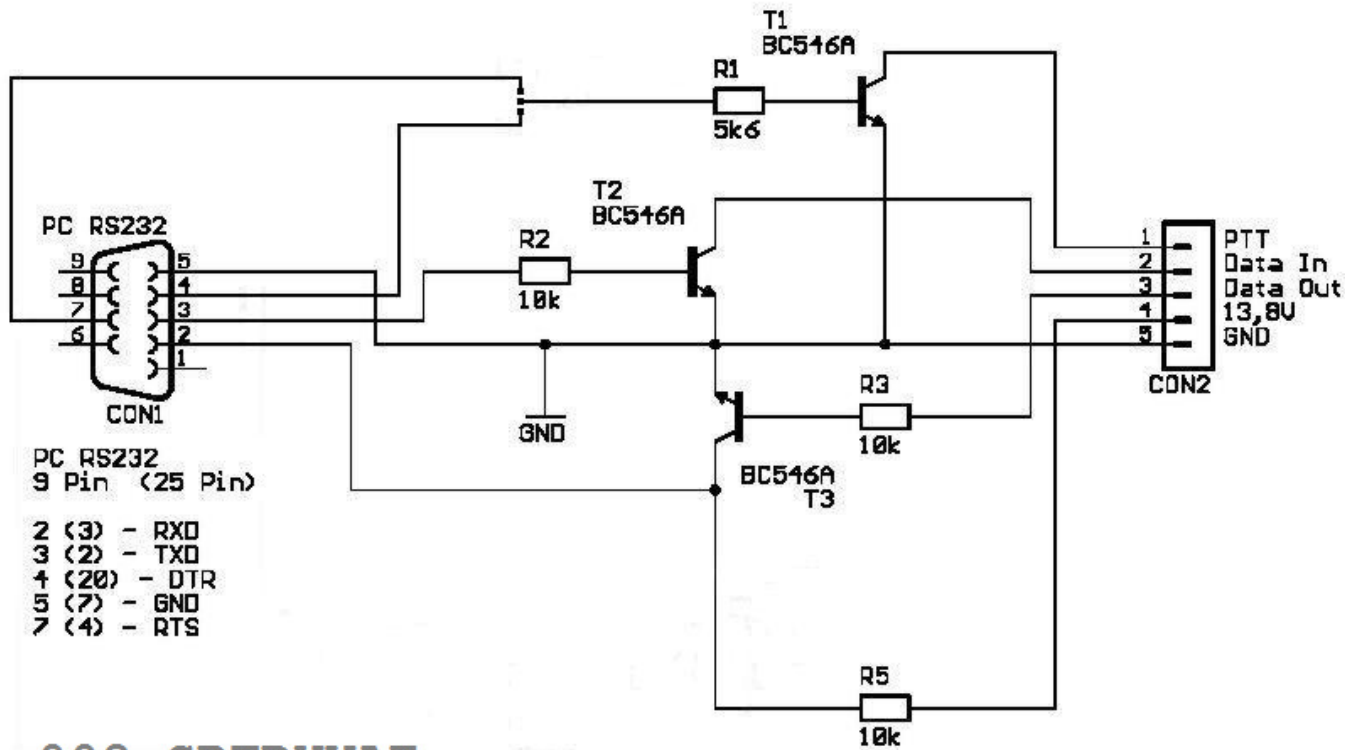 T1
BC546A
R1
5k6
T2
BC546A
PC RS232
R2
10k
9
8
7
6
5
4
3
2
1
CON1
GND
1
2
3
4
5
PTT
Data In
Data Out
13,8V
GND
CON2
R3
10k
BC546A
T3
PC RS232
9 Pin (25 Pin)
2 (3) - RXD
3 (2) - TXD
4 (20) - DTR
5 (7) - GND
7 (4) - RTS
R5
10k